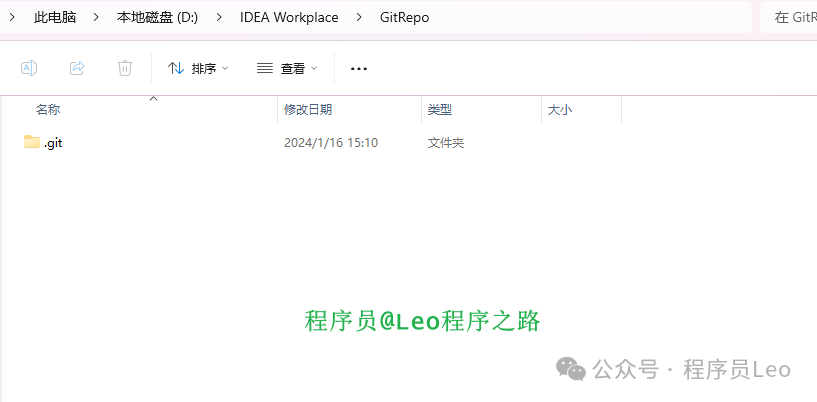 此电脑 本地磁盘 (D:) IDEA Workplace GitRepo 在 GitR
排序 查看
名称 修改日期 类型 大小
.git 2024/1/16 15:10 文件夹
程序员@Leo程序之路
公众号 · 程序员Leo